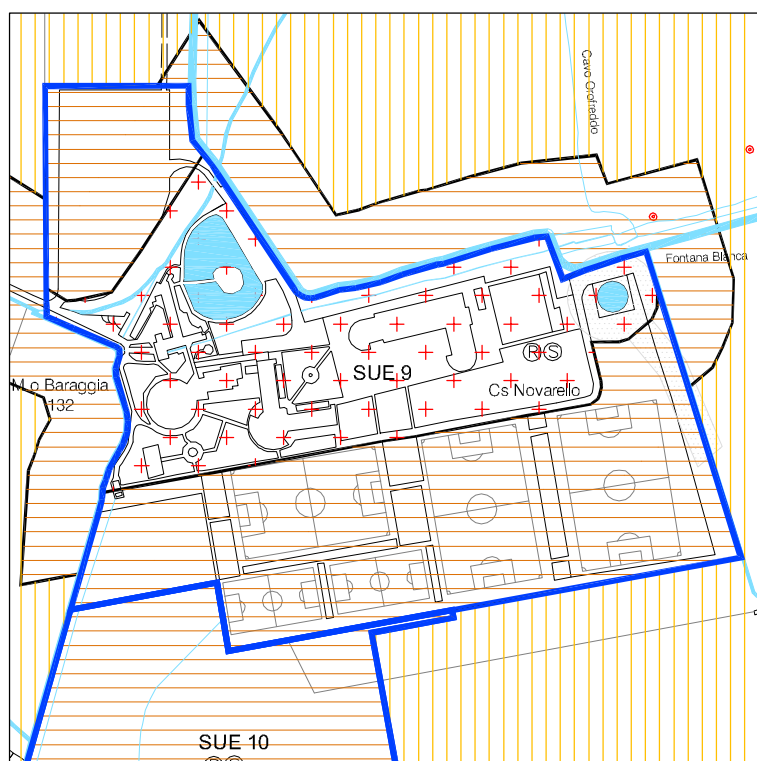 Cavo Orofreddo
Fontana Bianca
SUE 9
R S
Cs Novarello
M.o Baraggia
132
SUE 10